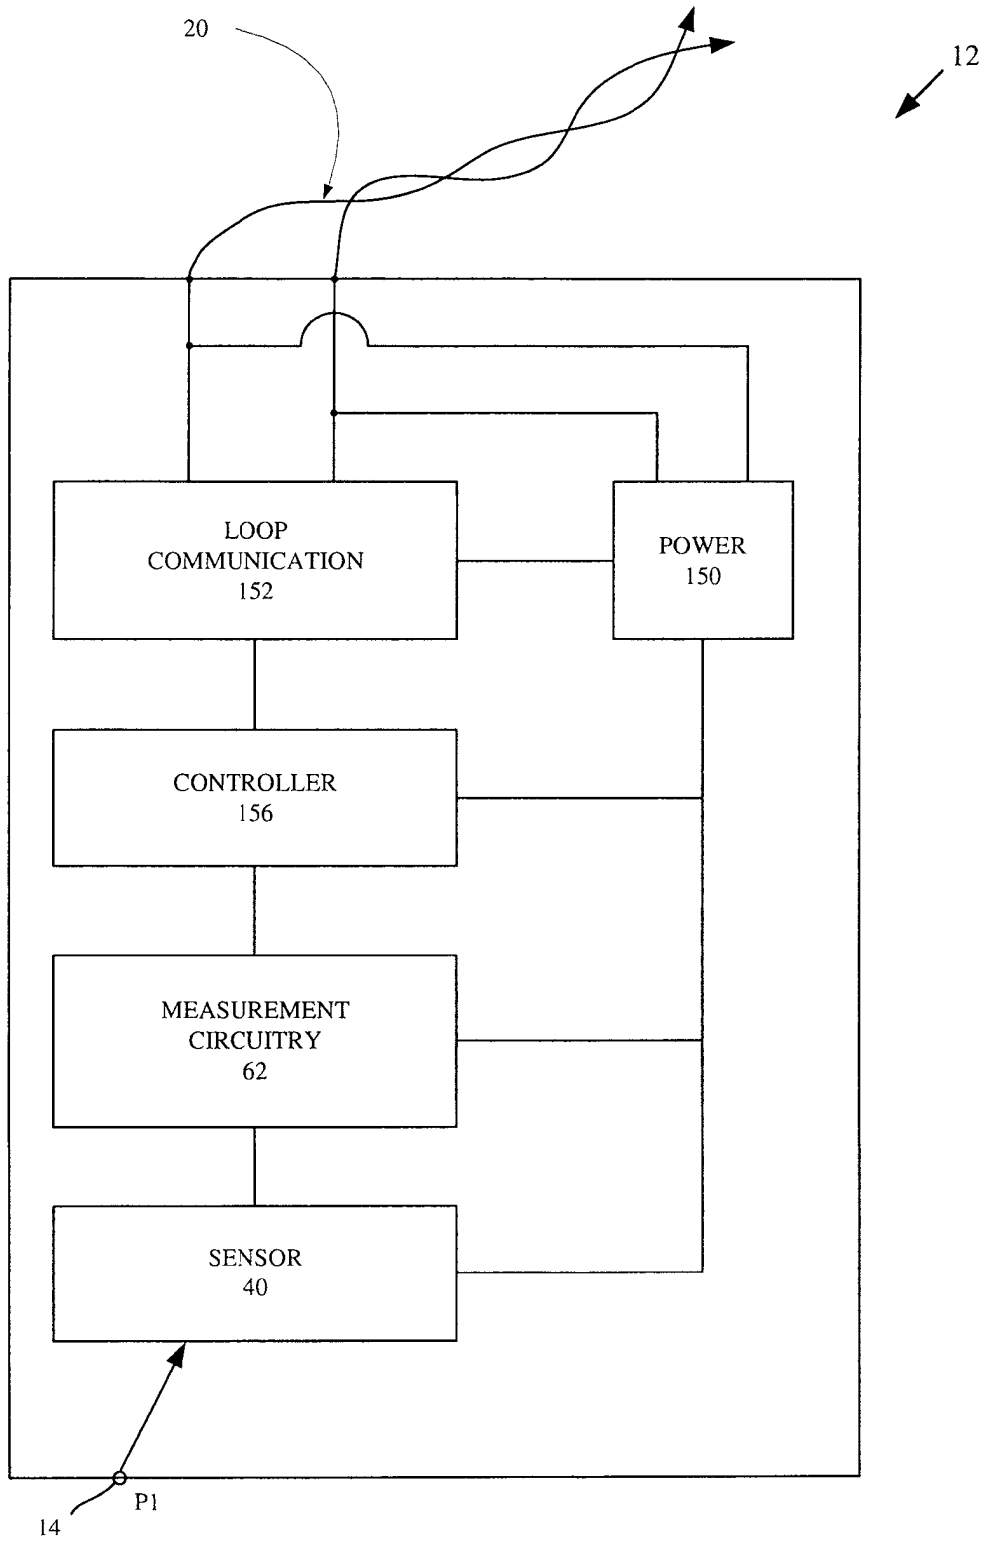 20
12
LOOP
COMMUNICATION
152
POWER
150
CONTROLLER
156
MEASUREMENT
CIRCUITRY
62
SENSOR
40
P1
14